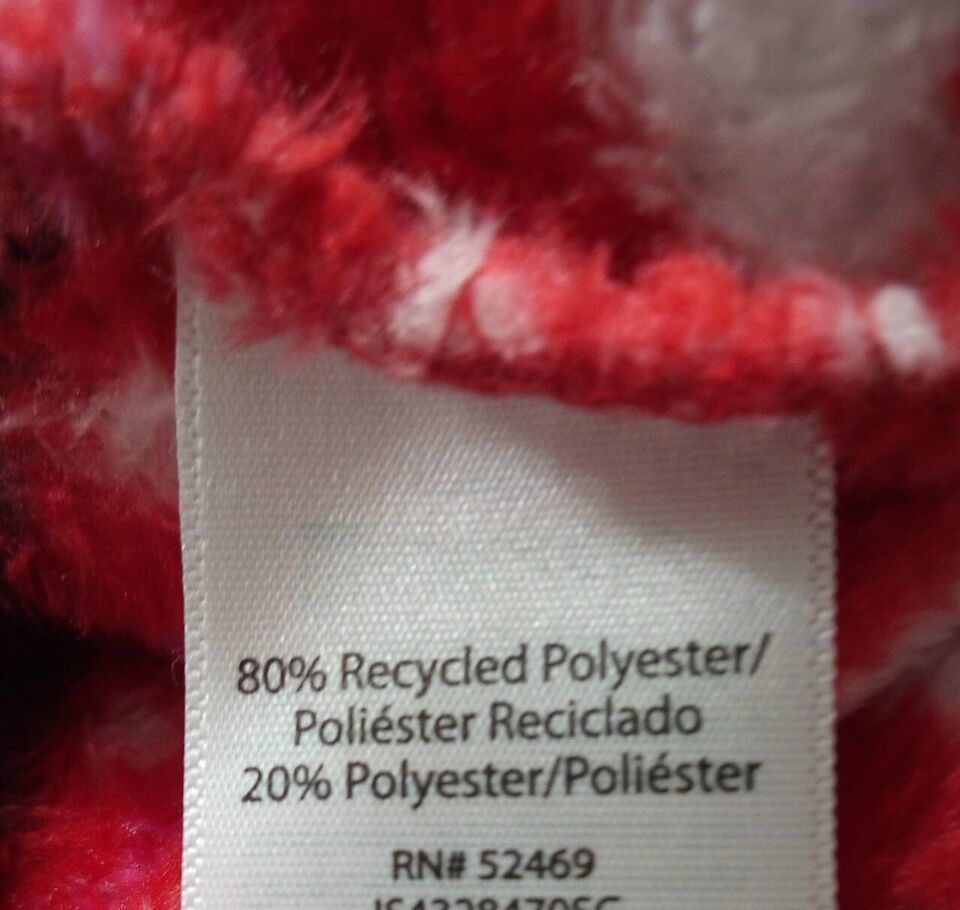 80% Recycled Polyester/
Poliéster Reciclado
20% Polyester/Poliéster
RN# 52469